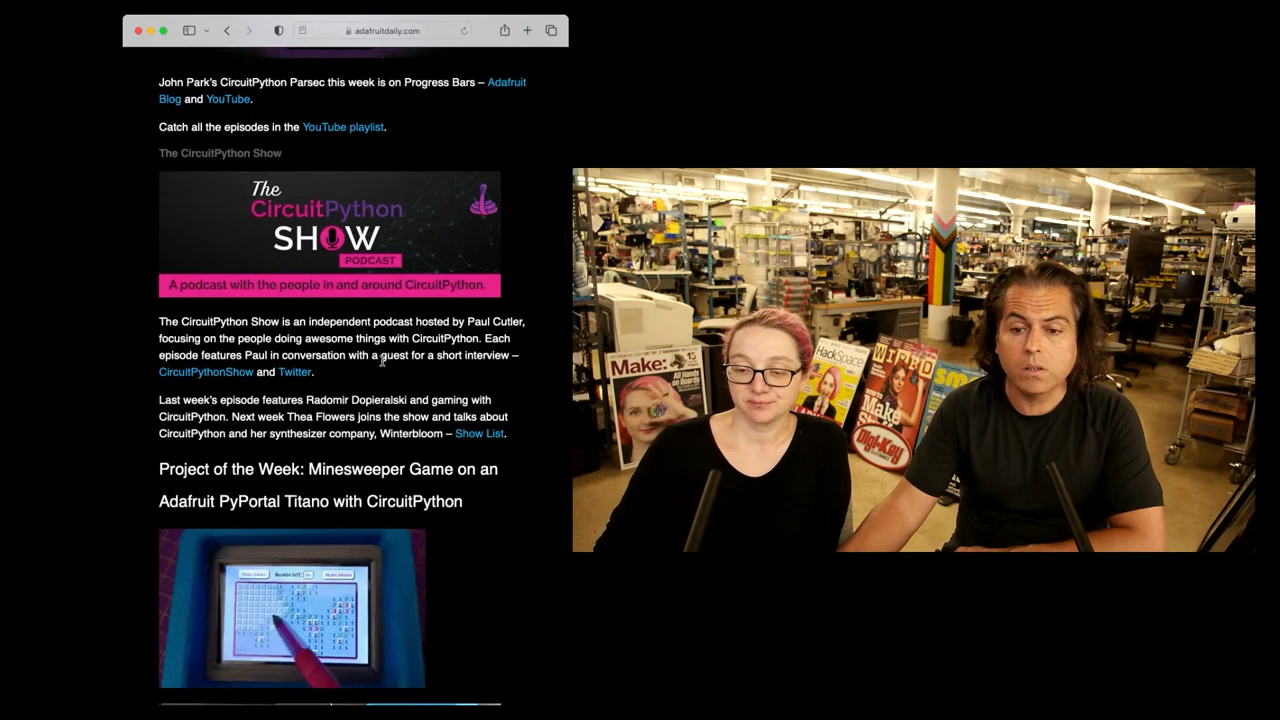 adafruitdaily.com
John Park's CircuitPython Parsec this week is on Progress Bars – Adafruit
Blog and YouTube.
Catch all the episodes in the YouTube playlist.
The CircuitPython Show
The
CircuitPython
SHOW
PODCAST
A podcast with the people in and around CircuitPython.
The CircuitPython Show is an independent podcast hosted by Paul Cutler,
focusing on the people doing awesome things with CircuitPython. Each
episode features Paul in conversation with a guest for a short interview –
CircuitPythonShow and Twitter.
Last week's episode features Radomir Dopieralski and gaming with
CircuitPython. Next week Thea Flowers joins the show and talks about
CircuitPython and her synthesizer company, Winterbloom – Show List.
Project of the Week: Minesweeper Game on an
Adafruit PyPortal Titano with CircuitPython
Make:
15
All Hands
on Boards
HackSpace
WIRED
Digi-Key